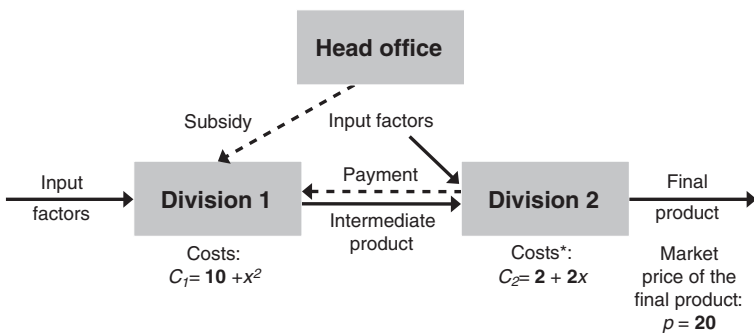 Head office
Subsidy
Input factors
Input
factors
Division 1
Payment
Intermediate
product
Division 2
Final
product
Costs:
C₁= 10 +x²
Costs*:
C₂= 2 + 2x
Market
price of the
final product:
p = 20